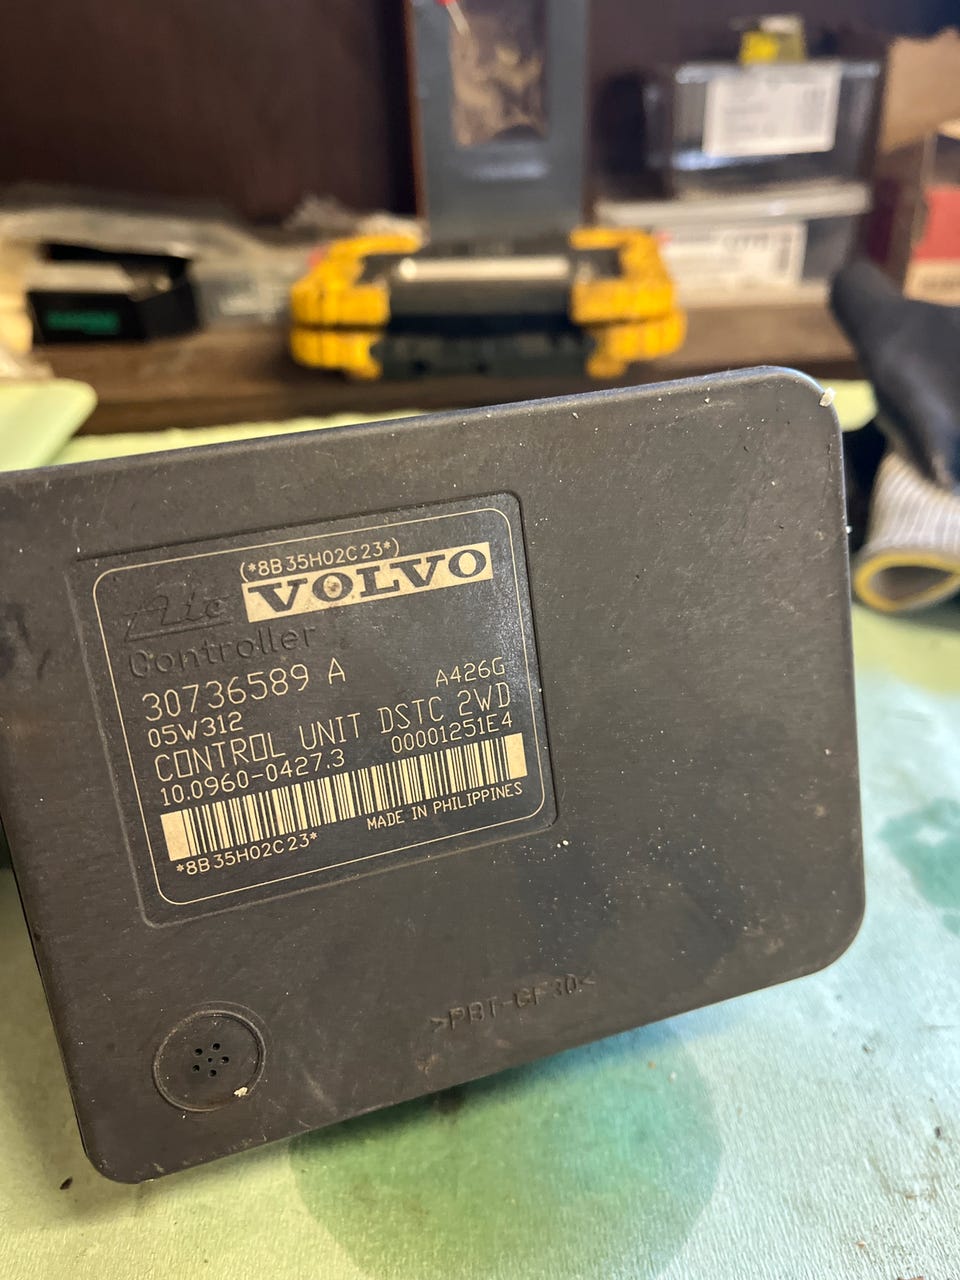 (*8B35H02C23*)
Ate VOLVO
Controller
30736589 A A426G
05W312
CONTROL UNIT DSTC 2WD
10.0960-0427.3 00001251E4
*8B35H02C23* MADE IN PHILIPPINES
>PBT-GF30<